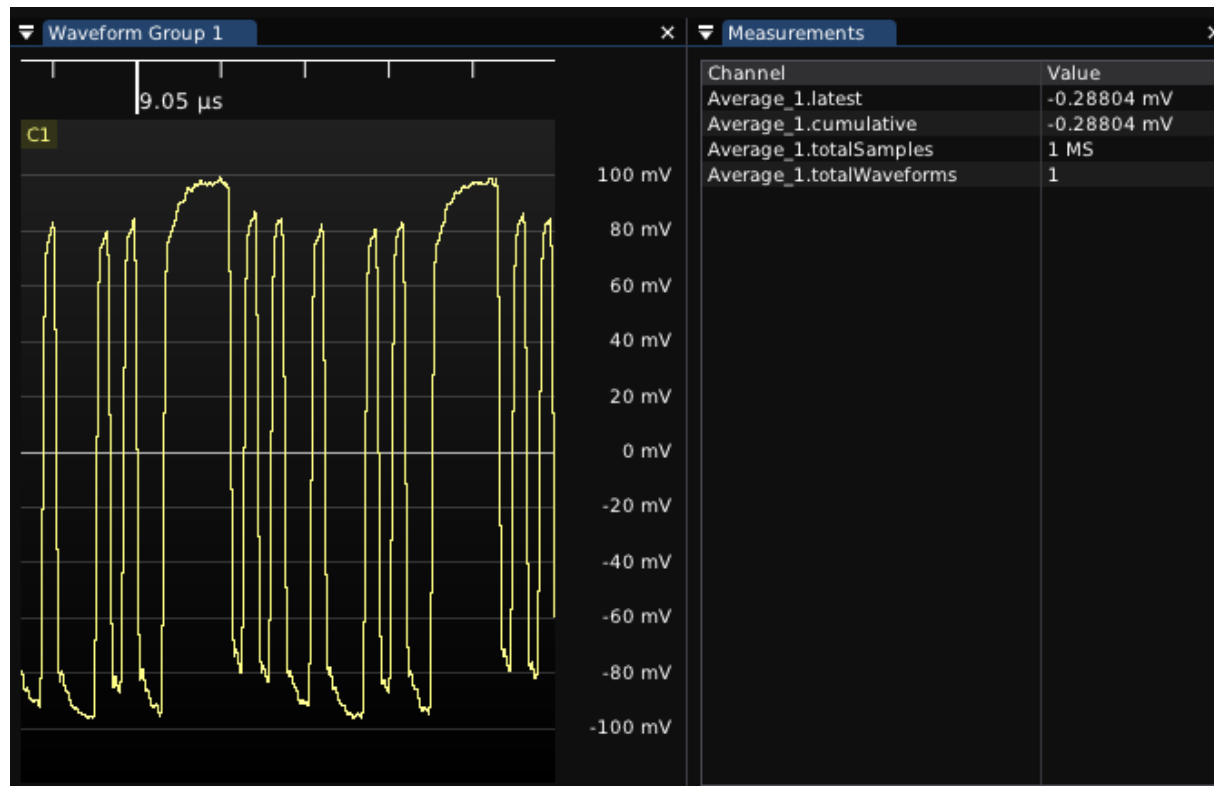 Waveform Group 1
9.05 µs
C1
100 mV
80 mV
60 mV
40 mV
20 mV
0 mV
-20 mV
-40 mV
-60 mV
-80 mV
-100 mV
Measurements
Channel Value
Average_1.latest -0.28804 mV
Average_1.cumulative -0.28804 mV
Average_1.totalSamples 1 MS
Average_1.totalWaveforms 1